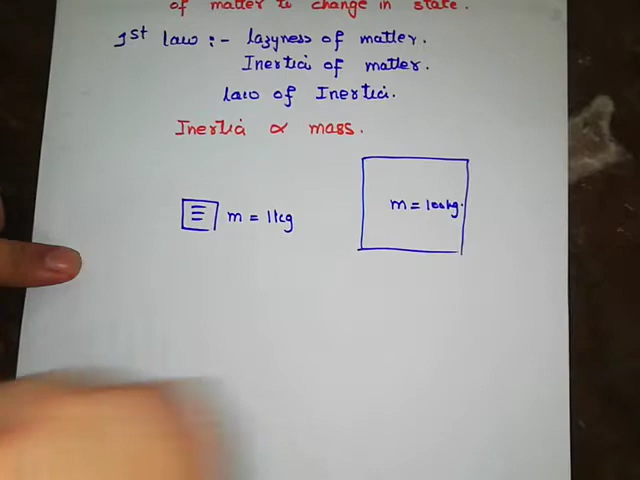 of matter to change in state.
1st law :- lazyness of matter.
Inertia of matter.
law of Inertia.
Inertia ∝ mass.
m = 1kg
m = 100kg.